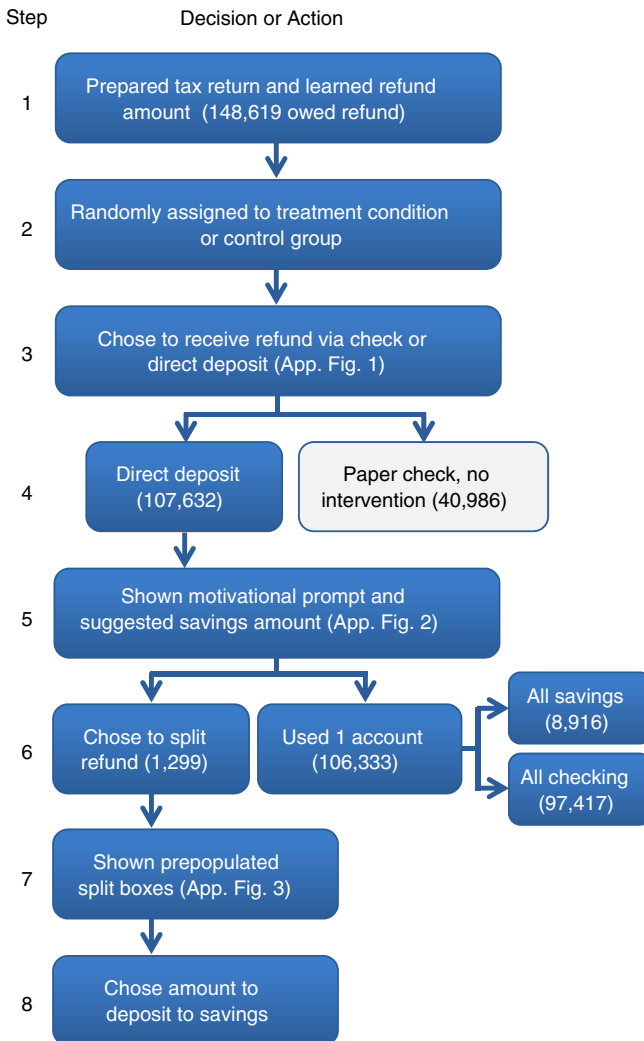 Step Decision or Action
1
Prepared tax return and learned refund
amount (148,619 owed refund)
2
Randomly assigned to treatment condition
or control group
3
Chose to receive refund via check or
direct deposit (App. Fig. 1)
4
Direct deposit
(107,632)
Paper check, no
intervention (40,986)
5
Shown motivational prompt and
suggested savings amount (App. Fig. 2)
6
Chose to split
refund (1,299)
Used 1 account
(106,333)
All savings
(8,916)
All checking
(97,417)
7
Shown prepopulated
split boxes (App. Fig. 3)
8
Chose amount to
deposit to savings